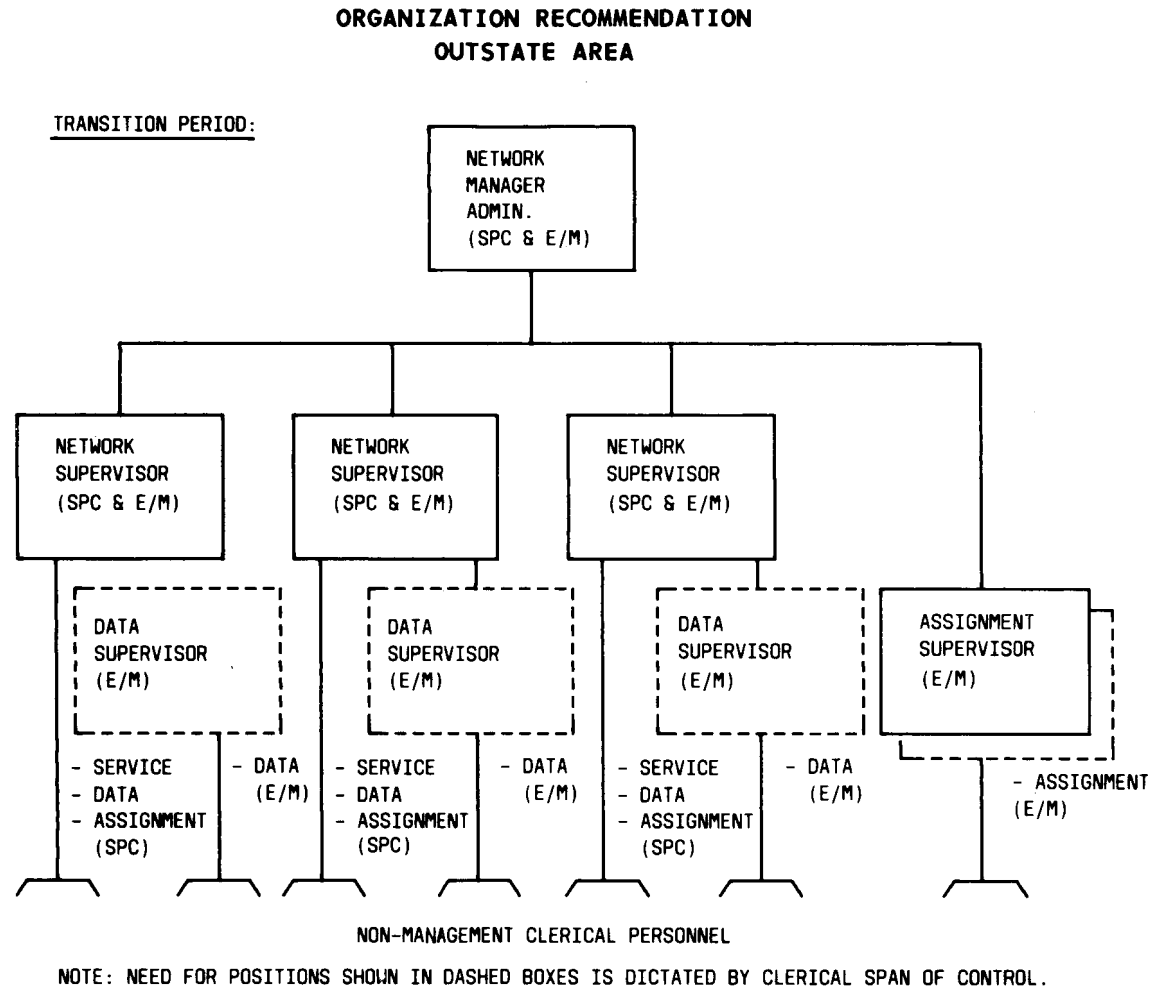 ORGANIZATION RECOMMENDATION
OUTSTATE AREA
TRANSITION PERIOD:
NETWORK
MANAGER
ADMIN.
(SPC & E/M)
NETWORK
SUPERVISOR
(SPC & E/M)
NETWORK
SUPERVISOR
(SPC & E/M)
NETWORK
SUPERVISOR
(SPC & E/M)
DATA
SUPERVISOR
(E/M)
DATA
SUPERVISOR
(E/M)
DATA
SUPERVISOR
(E/M)
ASSIGNMENT
SUPERVISOR
(E/M)
- SERVICE
- DATA
- ASSIGNMENT
(SPC)
- DATA
(E/M)
- SERVICE
- DATA
- ASSIGNMENT
(SPC)
- DATA
(E/M)
- SERVICE
- DATA
- ASSIGNMENT
(SPC)
- DATA
(E/M)
- ASSIGNMENT
(E/M)
NON-MANAGEMENT CLERICAL PERSONNEL
NOTE: NEED FOR POSITIONS SHOWN IN DASHED BOXES IS DICTATED BY CLERICAL SPAN OF CONTROL.